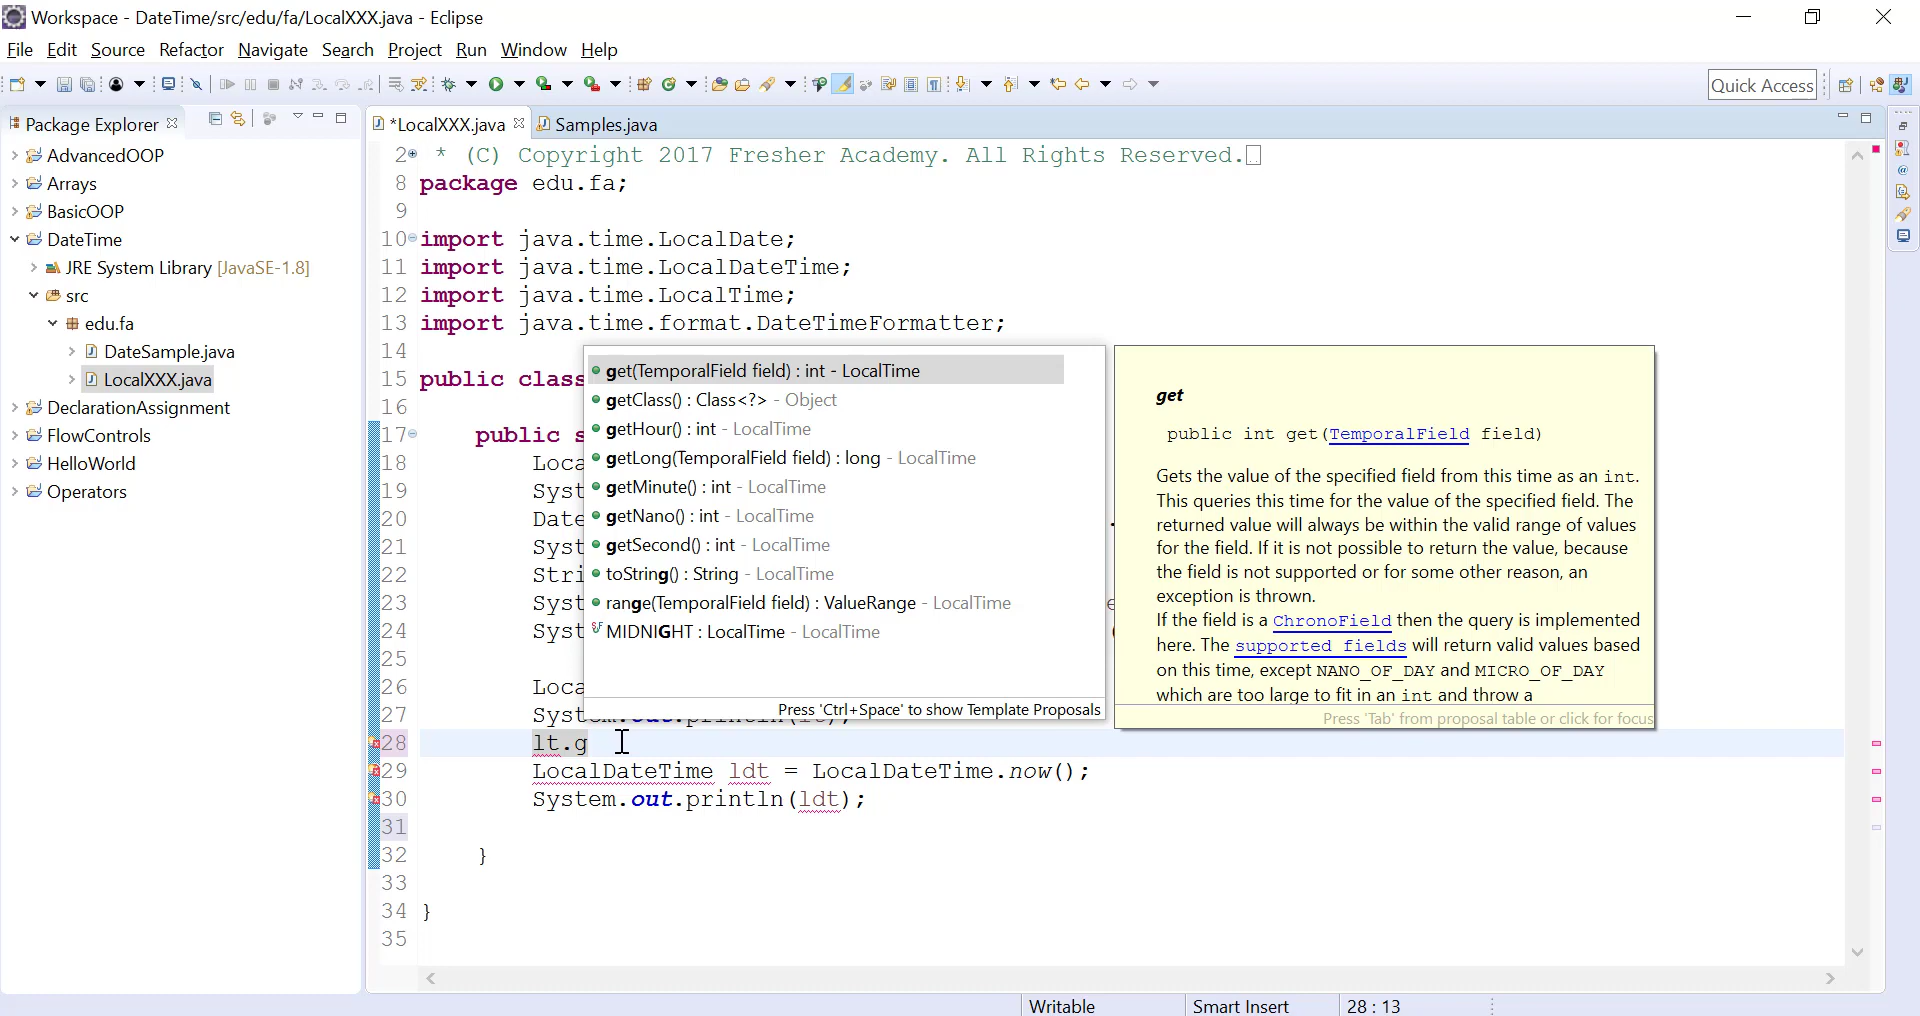 Workspace - DateTime/src/edu/fa/LocalXXX.java - Eclipse
File Edit Source Refactor Navigate Search Project Run Window Help
Quick Access
Package Explorer
*LocalXXX.java Samples.java
AdvancedOOP
Arrays
BasicOOP
DateTime
JRE System Library [JavaSE-1.8]
src
edu.fa
DateSample.java
LocalXXX.java
DeclarationAssignment
FlowControls
HelloWorld
Operators
2 * (C) Copyright 2017 Fresher Academy. All Rights Reserved.
8 package edu.fa;
9
10 import java.time.LocalDate;
11 import java.time.LocalDateTime;
12 import java.time.LocalTime;
13 import java.time.format.DateTimeFormatter;
14
15 public class
16
17 public s
18 Loca
19 Syst
20 Date
21 Syst
22 Stri
23 Syst
24 Syst
25
26 Loca
27
28 lt.g
29 LocalDateTime ldt = LocalDateTime.now();
30 System.out.println(ldt);
31
32 }
33
34 }
35
get(TemporalField field) : int - LocalTime
getClass() : Class<?> - Object
getHour() : int - LocalTime
getLong(TemporalField field) : long - LocalTime
getMinute() : int - LocalTime
getNano() : int - LocalTime
getSecond() : int - LocalTime
toString() : String - LocalTime
range(TemporalField field) : ValueRange - LocalTime
MIDNIGHT : LocalTime - LocalTime
Press 'Ctrl+Space' to show Template Proposals
get
public int get(TemporalField field)
Gets the value of the specified field from this time as an int.
This queries this time for the value of the specified field. The
returned value will always be within the valid range of values
for the field. If it is not possible to return the value, because
the field is not supported or for some other reason, an
exception is thrown.
If the field is a ChronoField then the query is implemented
here. The supported fields will return valid values based
on this time, except NANO_OF_DAY and MICRO_OF_DAY
which are too large to fit in an int and throw a
Press 'Tab' from proposal table or click for focus
Writable Smart Insert 28 : 13